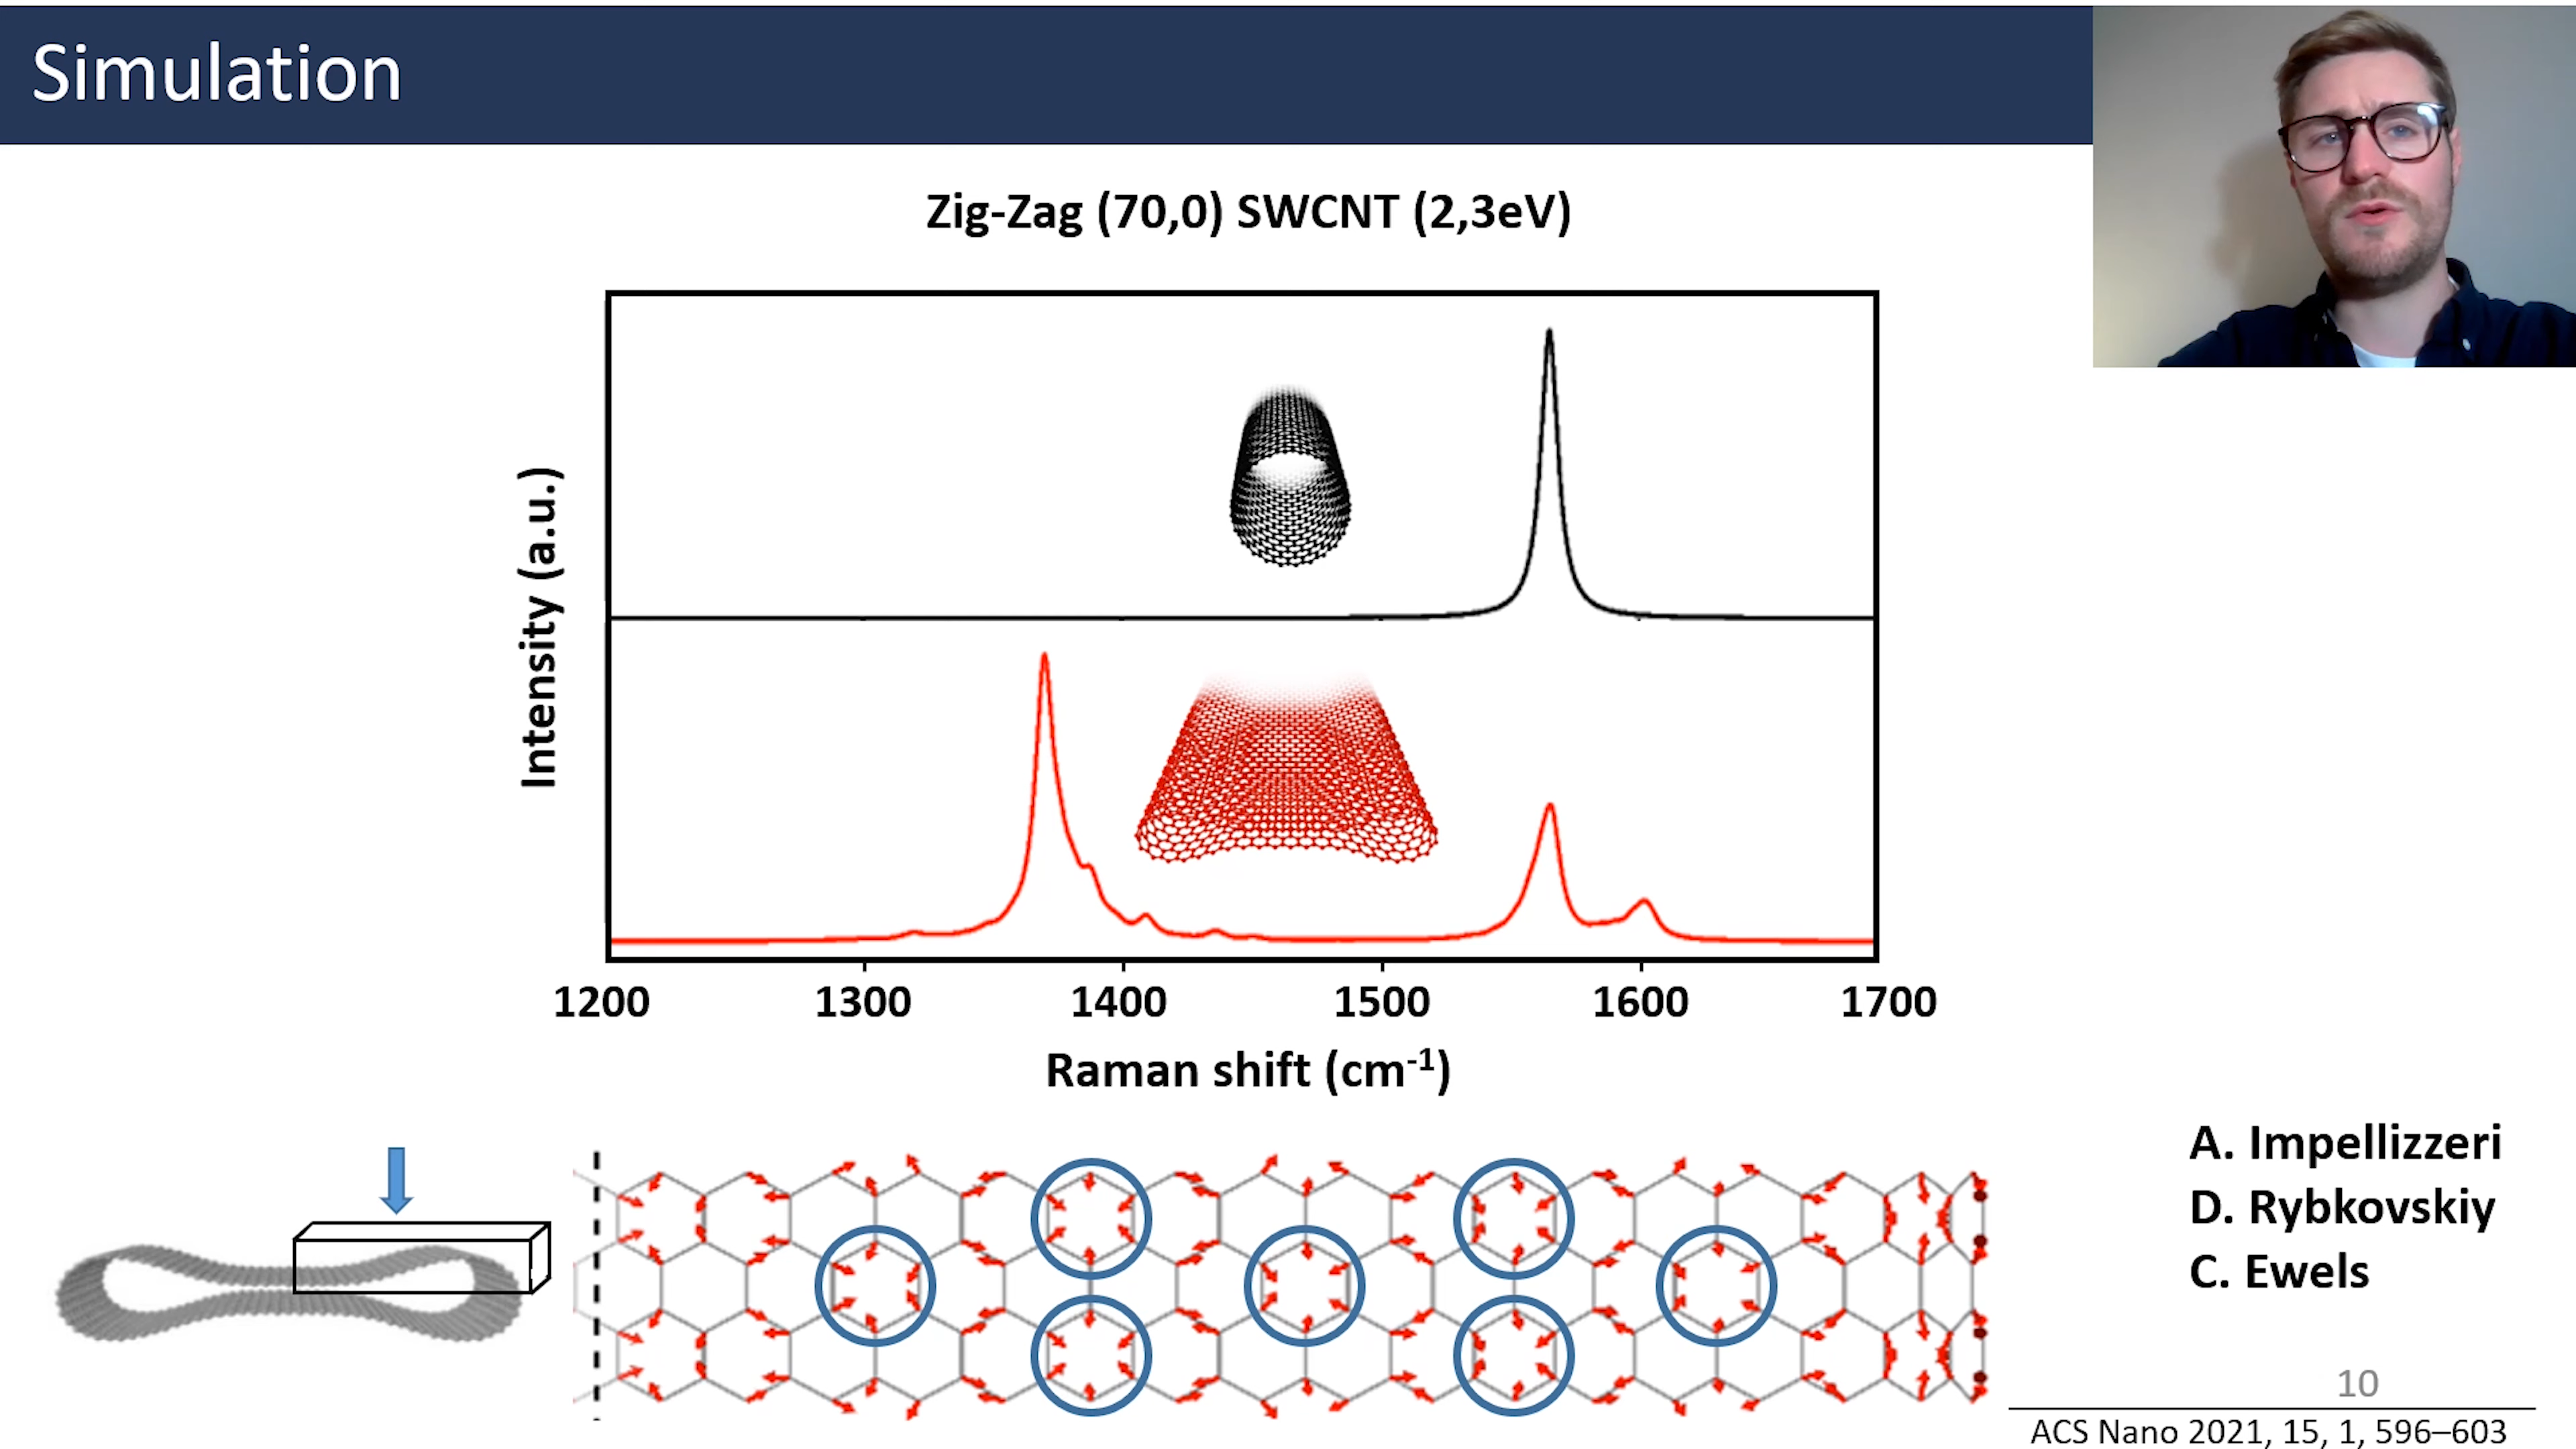 Simulation
Zig-Zag (70,0) SWCNT (2,3eV)
Intensity (a.u.)
1200 1300 1400 1500 1600 1700
Raman shift (cm⁻¹)
A. Impellizzeri
D. Rybkovskiy
C. Ewels
10
ACS Nano 2021, 15, 1, 596–603